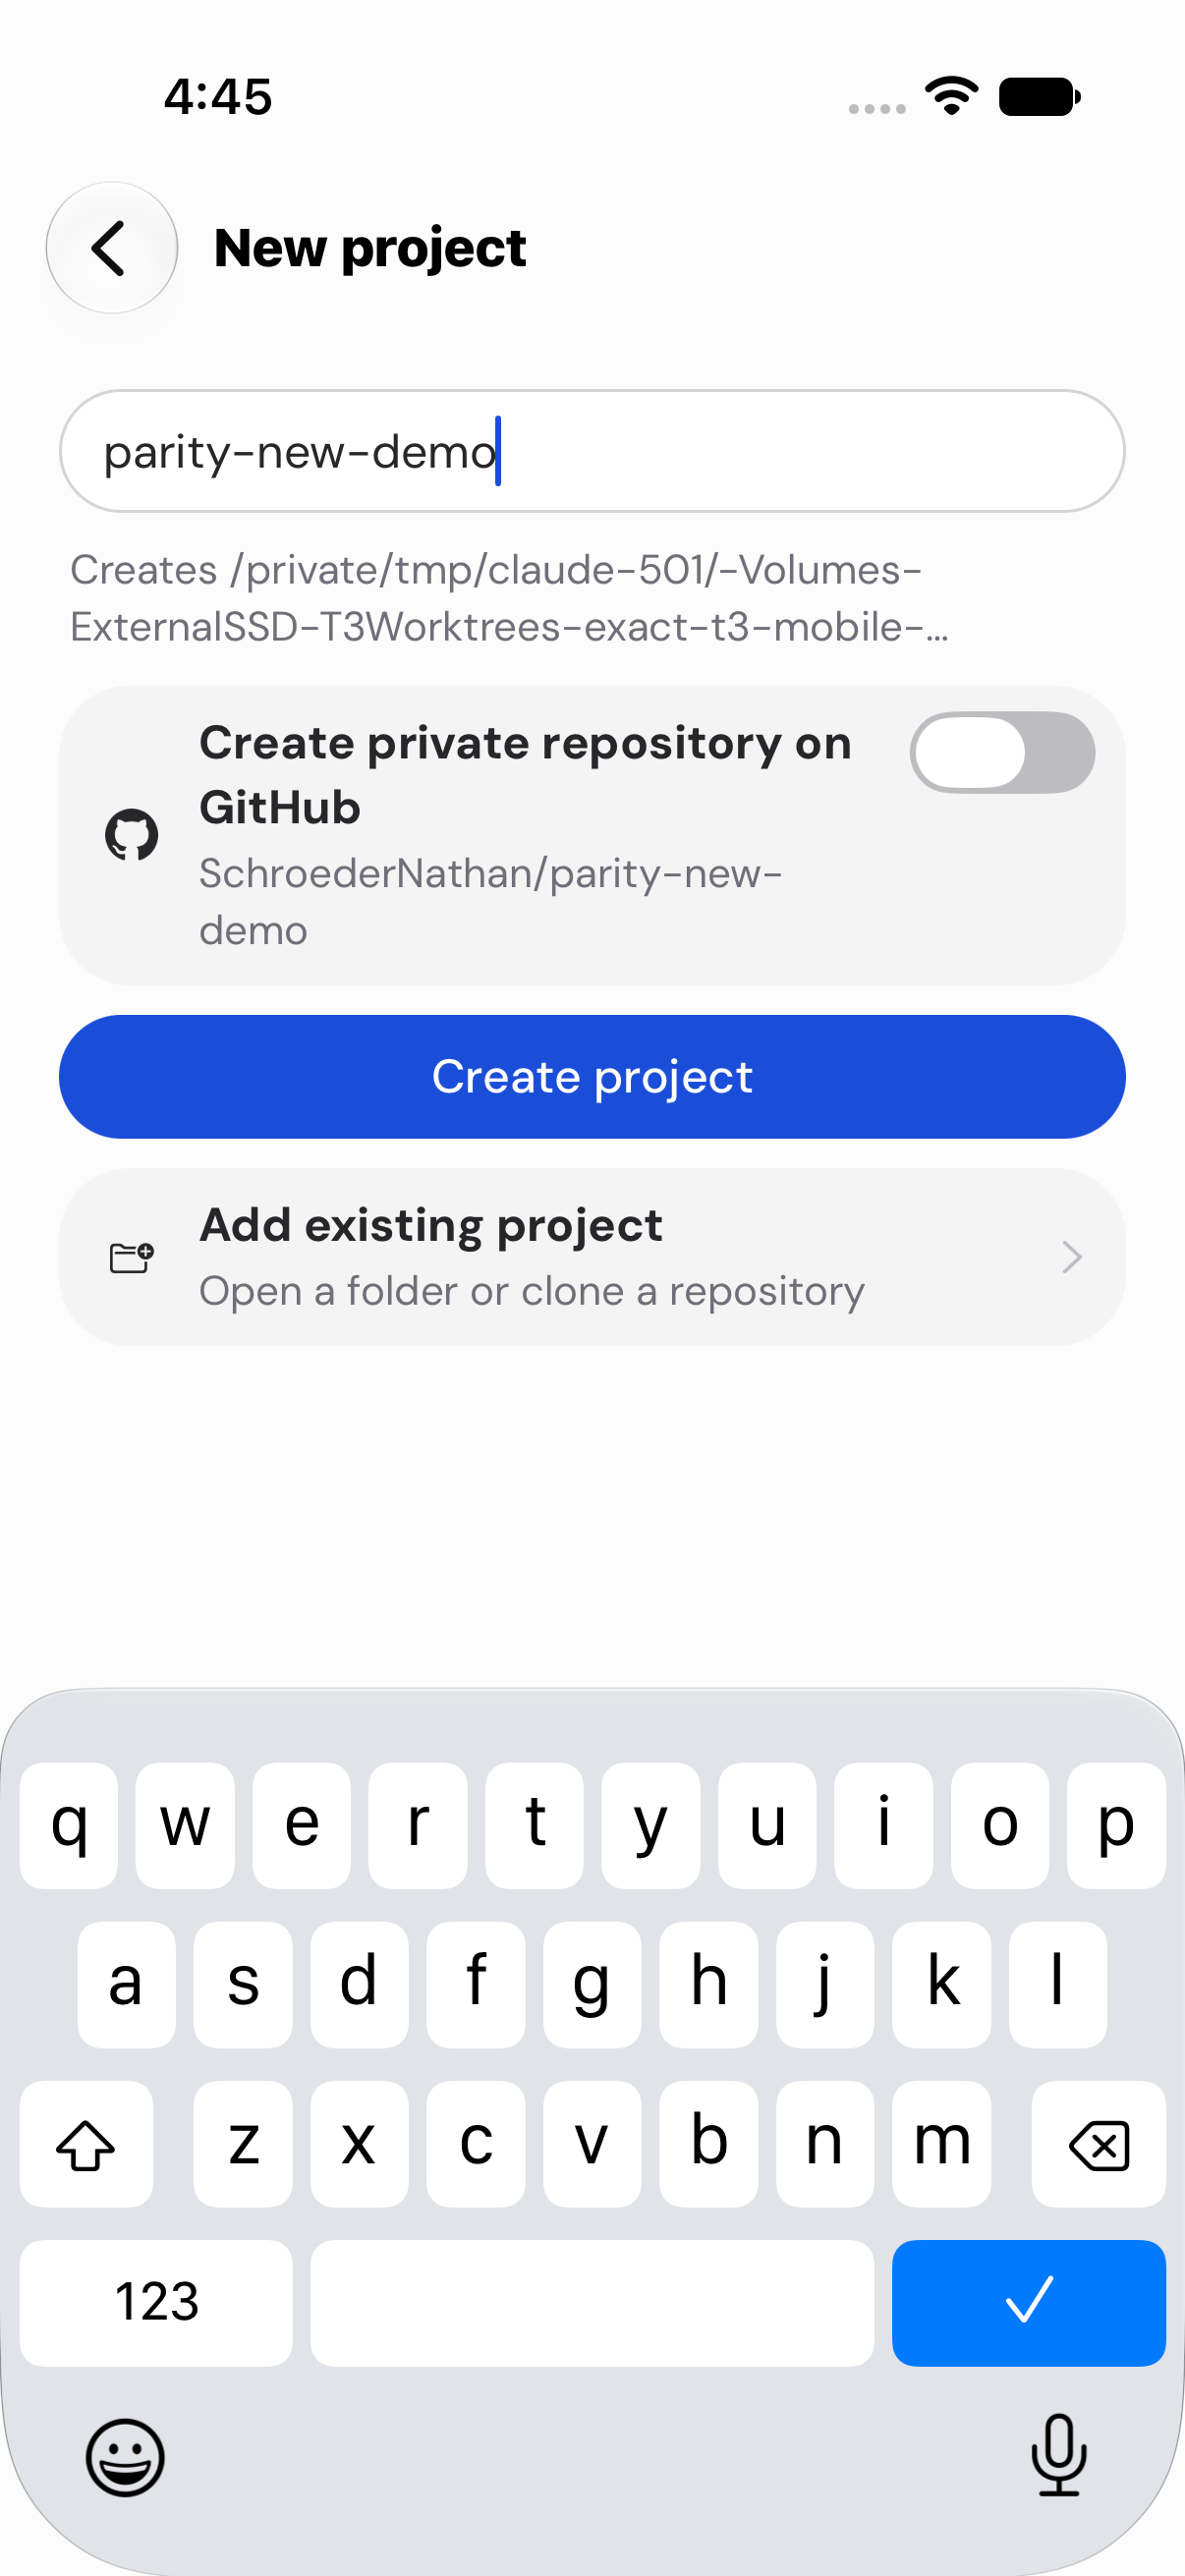 4:45
New project
parity-new-demo
Creates /private/tmp/claude-501/-Volumes-
ExternalSSD-T3Worktrees-exact-t3-mobile-...
Create private repository on
GitHub
SchroederNathan/parity-new-
demo
Create project
Add existing project
Open a folder or clone a repository
q w e r t y u i o p
a s d f g h j k l
z x c v b n m
123